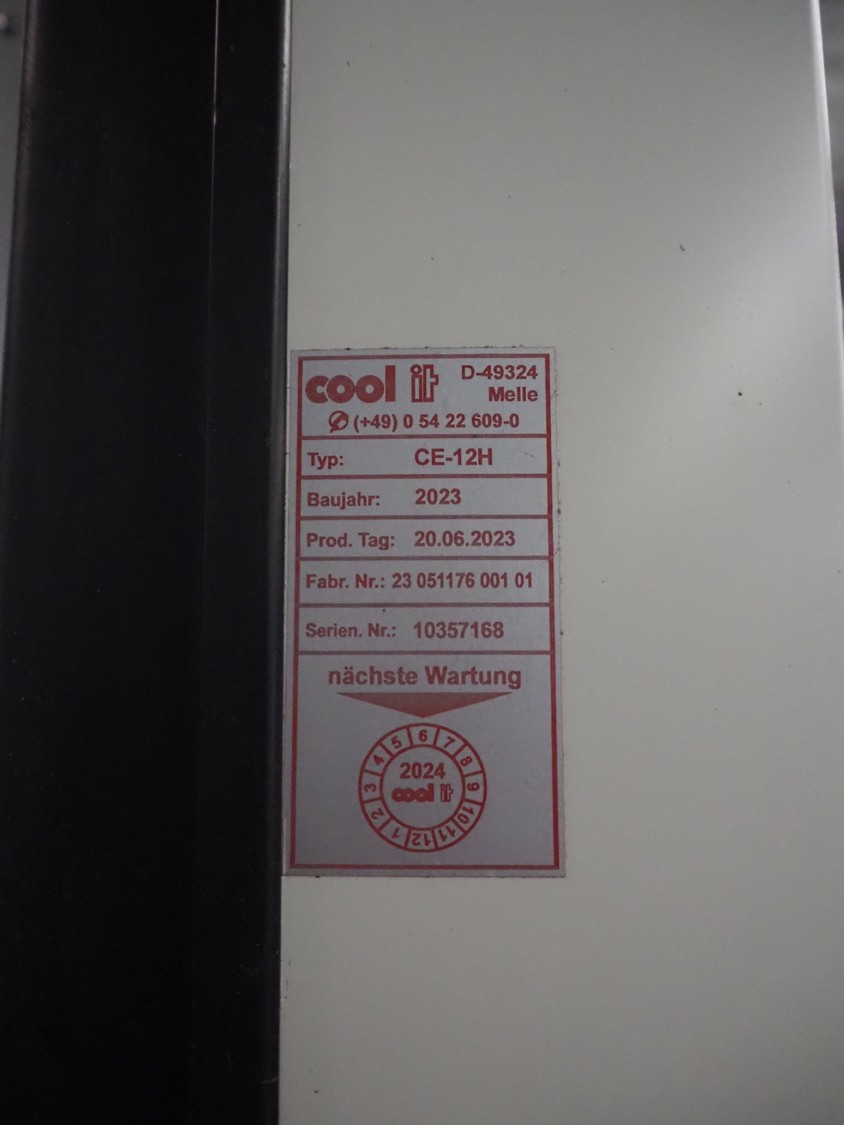 cool it D-49324
Melle
✆ (+49) 0 54 22 609-0
Typ: CE-12H
Baujahr: 2023
Prod. Tag: 20.06.2023
Fabr. Nr.: 23 051176 001 01
Serien. Nr.: 10357168
nächste Wartung
1 2 3 4 5 6 7 8 9 10 11 12
2024
cool it